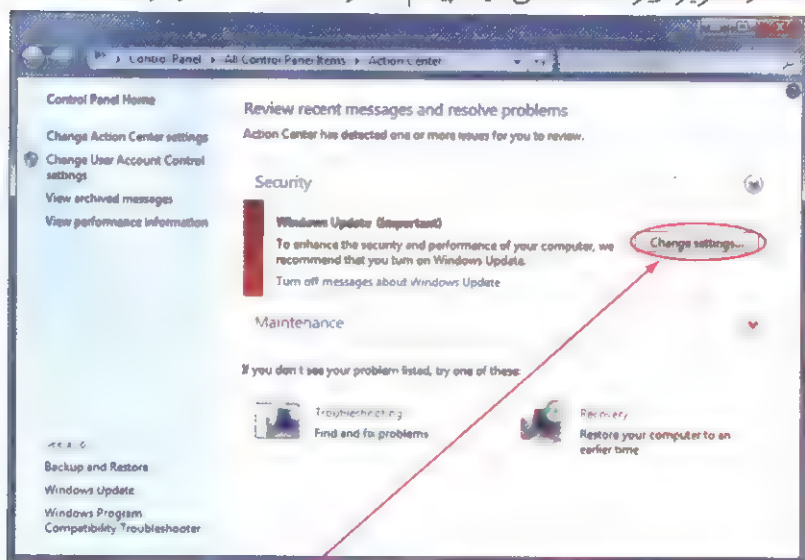 Control Panel ▸ All Control Panel Items ▸ Action Center
Control Panel Home
Change Action Center settings
Change User Account Control
settings
View archived messages
View performance information
Backup and Restore
Windows Update
Windows Program
Compatibility Troubleshooter
Review recent messages and resolve problems
Action Center has detected one or more issues for you to review.
Security
Windows Update (Important)
To enhance the security and performance of your computer, we
recommend that you turn on Windows Update.
Change settings...
Turn off messages about Windows Update
Maintenance
If you don't see your problem listed, try one of these:
Troubleshooting
Find and fix problems
Recovery
Restore your computer to an
earlier time